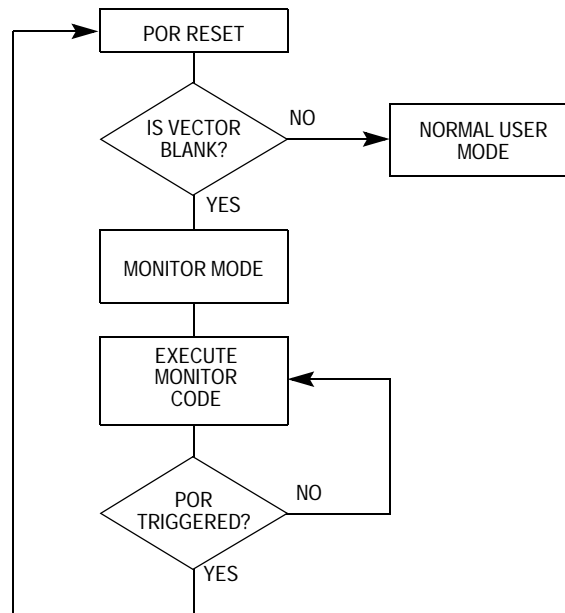 POR RESET
IS VECTOR
BLANK?
NO
NORMAL USER
MODE
YES
MONITOR MODE
EXECUTE
MONITOR
CODE
POR
TRIGGERED?
NO
YES